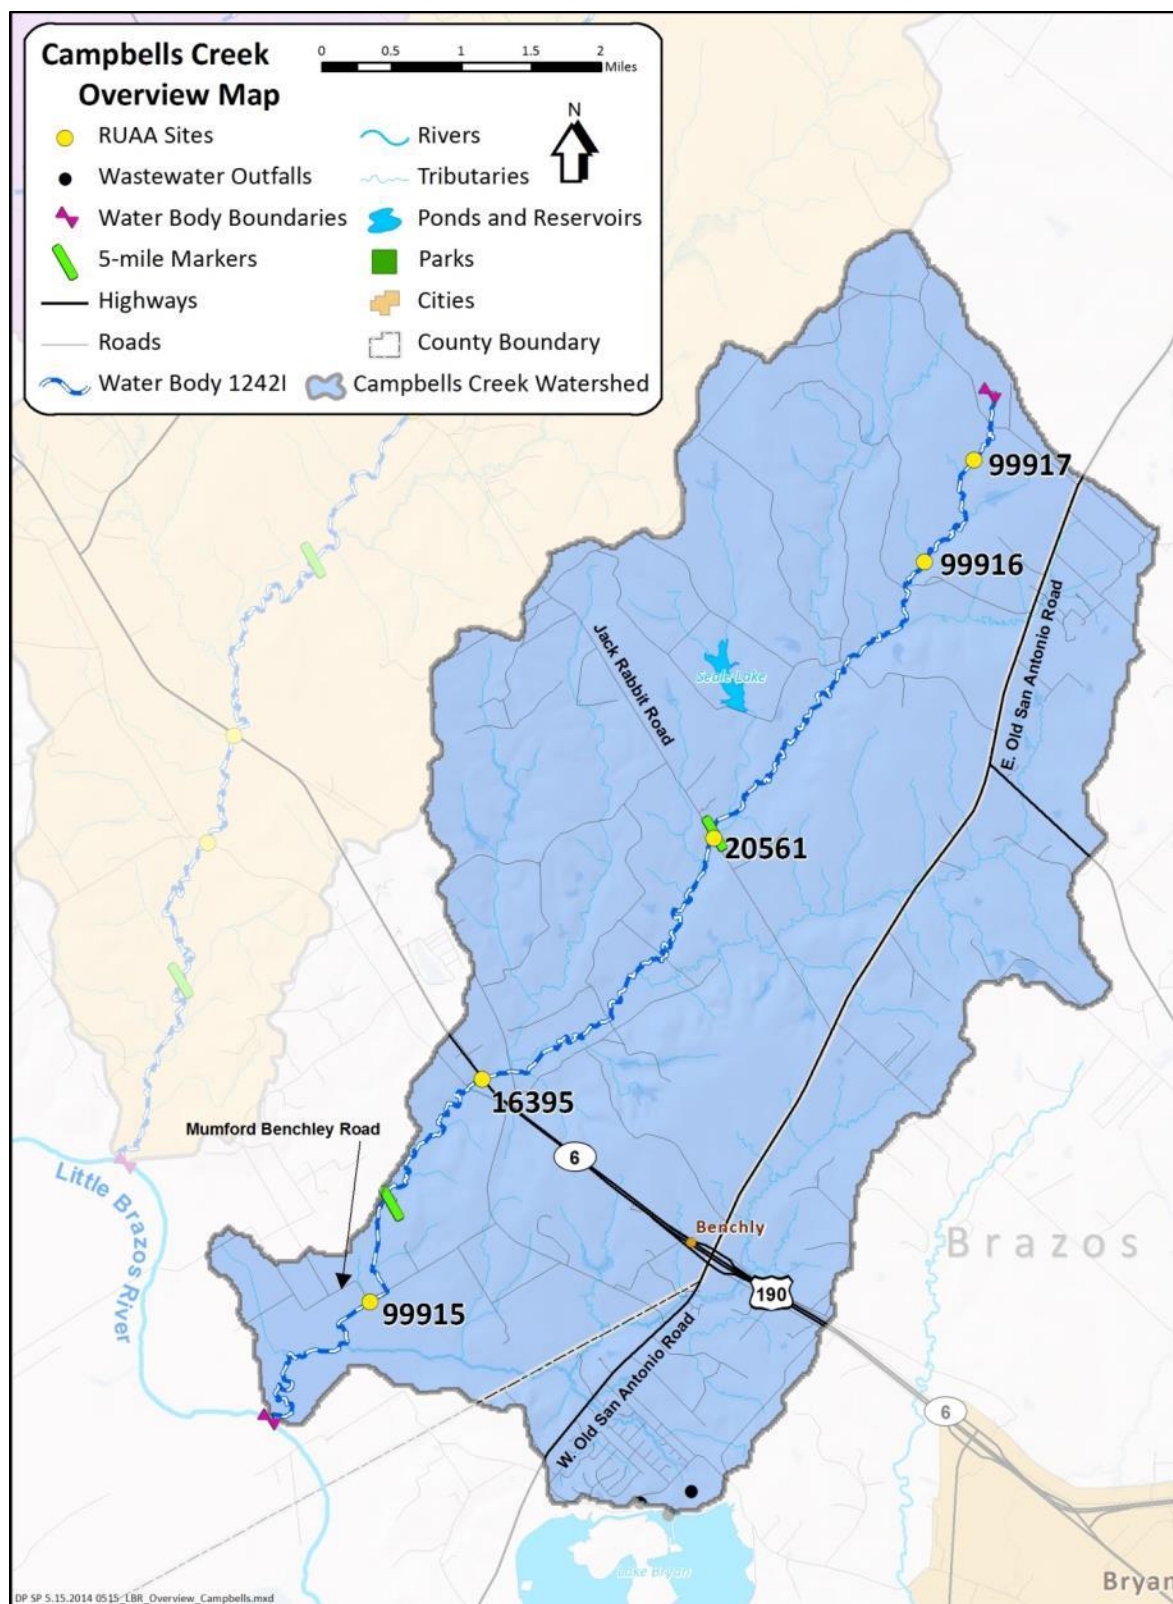 Campbells Creek
Overview Map
0 0.5 1 1.5 2
Miles
N
RUAA Sites
Wastewater Outfalls
Water Body Boundaries
5-mile Markers
Highways
Roads
Water Body 1242I
Rivers
Tributaries
Ponds and Reservoirs
Parks
Cities
County Boundary
Campbells Creek Watershed
99917
99916
E. Old San Antonio Road
Jack Rabbit Road
Seale Lake
20561
16395
Mumford Benchley Road
6
Little Brazos River
Benchly
Brazos
190
99915
W. Old San Antonio Road
6
Lake Bryan
Bryan
DP SP 5.15.2014 0515_LBR_Overview_Campbells.mxd